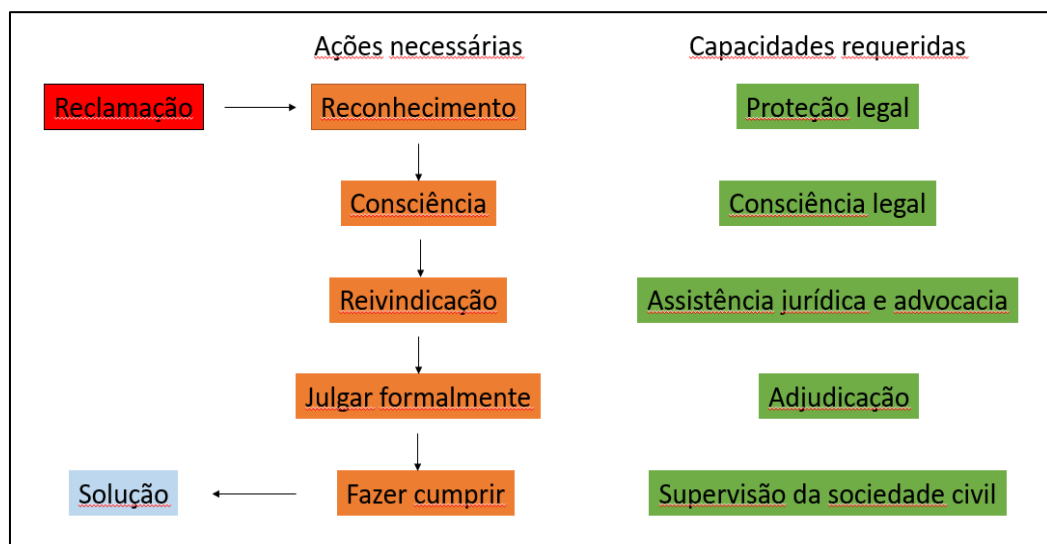 Ações necessárias
Capacidades requeridas
Reclamação
Reconhecimento
Proteção legal
Consciência
Consciência legal
Reivindicação
Assistência jurídica e advocacia
Julgar formalmente
Adjudicação
Solução
Fazer cumprir
Supervisão da sociedade civil